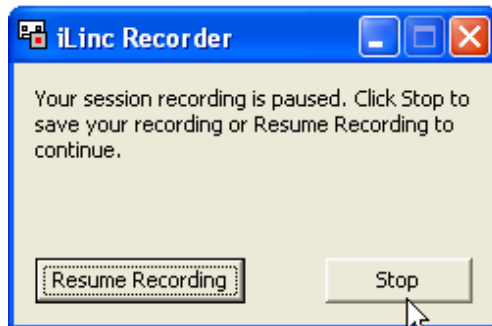 iLinc Recorder
Your session recording is paused. Click Stop to
save your recording or Resume Recording to
continue.
Resume Recording
Stop